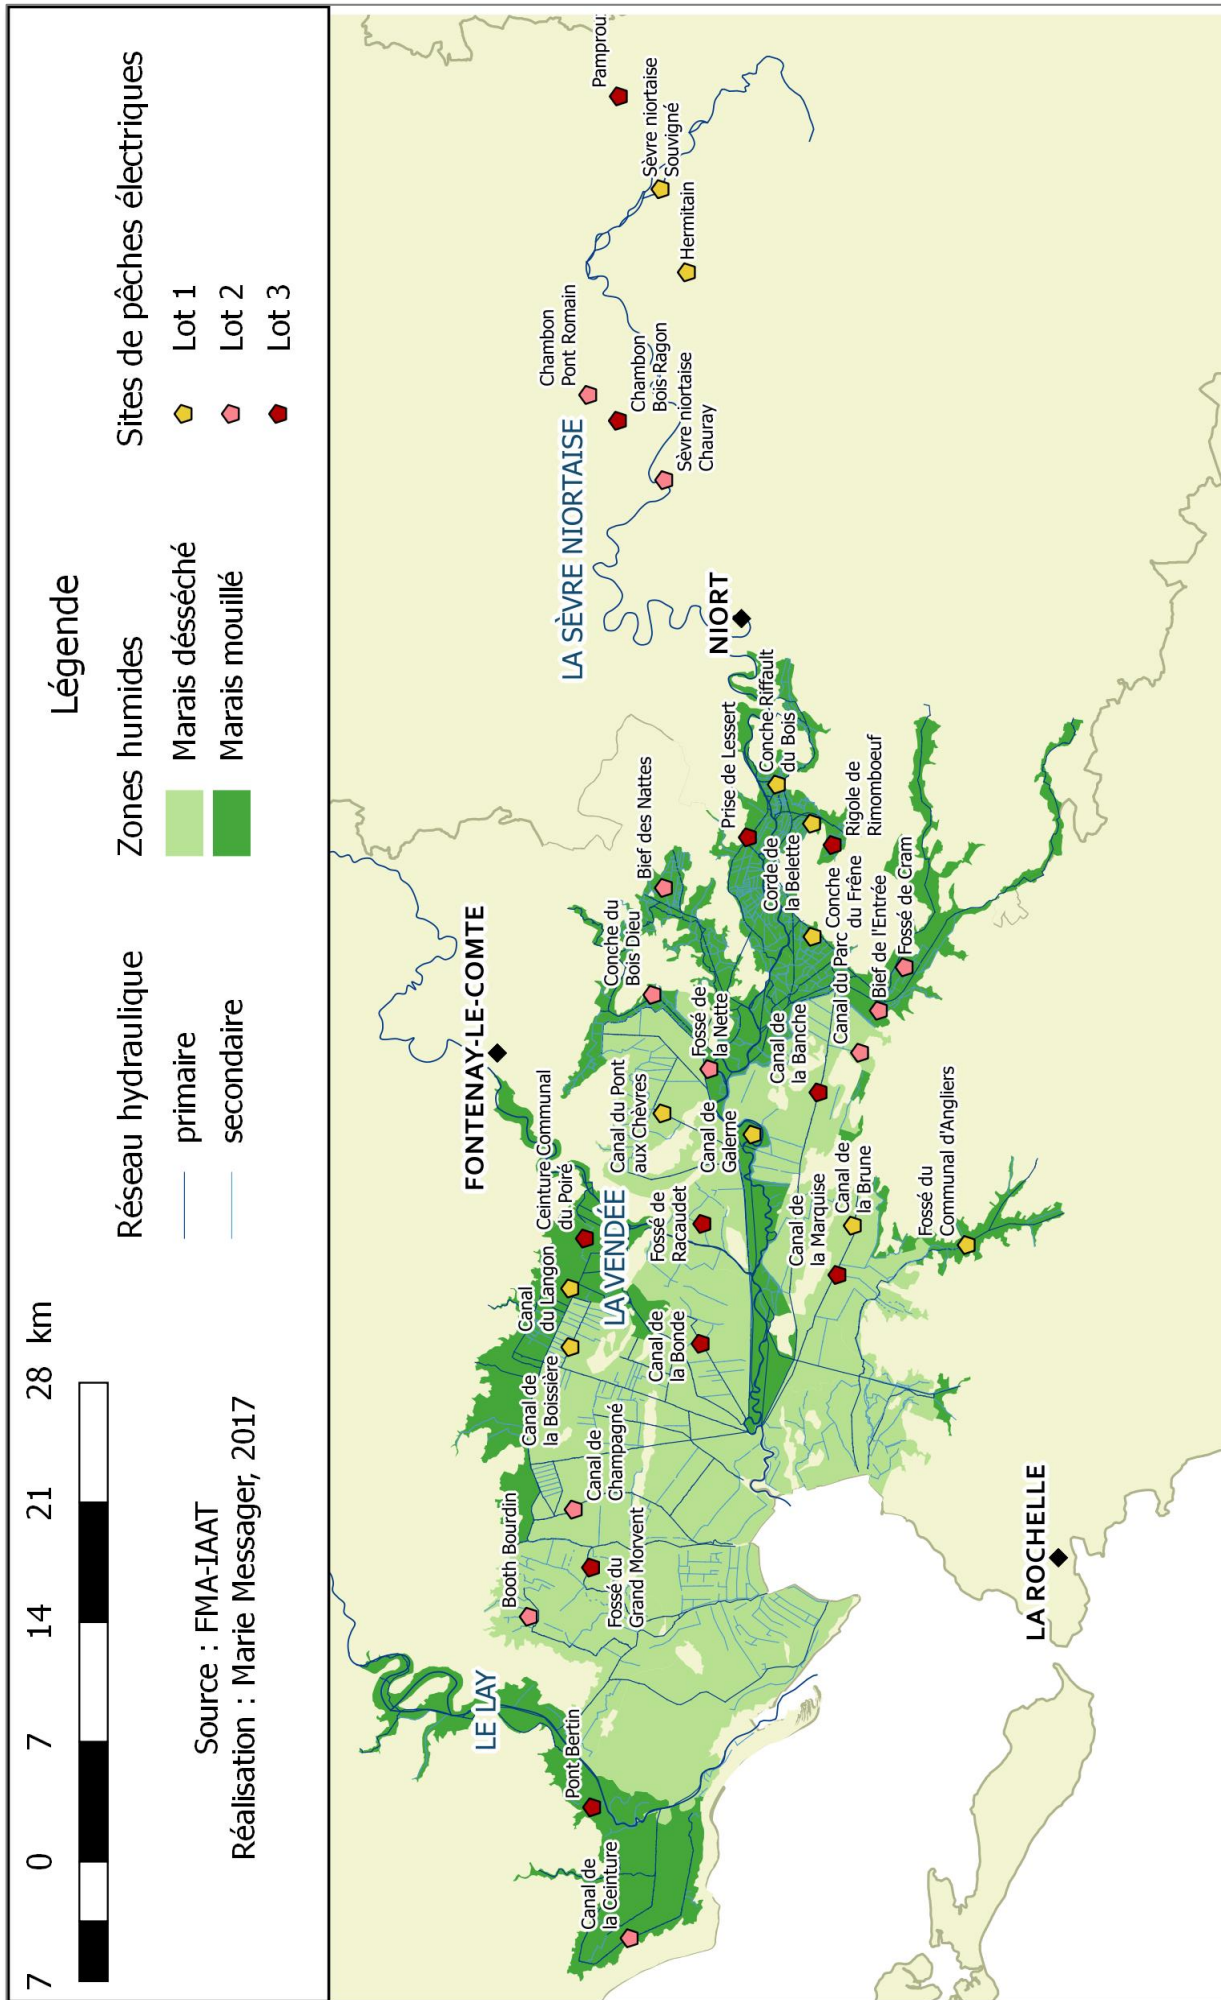 Légende
Réseau hydraulique
primaire
secondaire
Zones humides
Marais désséché
Marais mouillé
Sites de pêches électriques
Lot 1
Lot 2
Lot 3
7 0 7 14 21 28 km
Source : FMA-IAAT
Réalisation : Marie Messager, 2017
LE LAY
FONTENAY-LE-COMTE
LA VENDÉE
LA SÈVRE NIORTAISE
NIORT
LA ROCHELLE
Canal de
la Ceinture
Pont Bertin
Booth Bourdin
Fossé du
Grand Morvent
Canal de
Champagné
Canal de
la Boissière
Canal
du Langon
Ceinture Communal
du Poiré
Canal de
la Bonde
Fossé de
Racaudet
Canal du Pont
aux Chèvres
Canal de
Galerne
Fossé de
la Nette
Conche du
Bois Dieu
Bief des Nattes
Prise de Lessert
Conche Riffault
du Bois
Corde de
la Belette
Rigole de
Rimomboeuf
Conche
du Frêne
Canal du Parc
Bief de l'Entrée
Fossé de Cram
Canal de
la Banche
Canal de
la Marquise
Canal de
la Brune
Fossé du
Communal d'Angliers
Chambon
Pont Romain
Chambon
Bois Ragon
Sèvre niortaise
Chauray
Hermitain
Sèvre niortaise
Souvigné